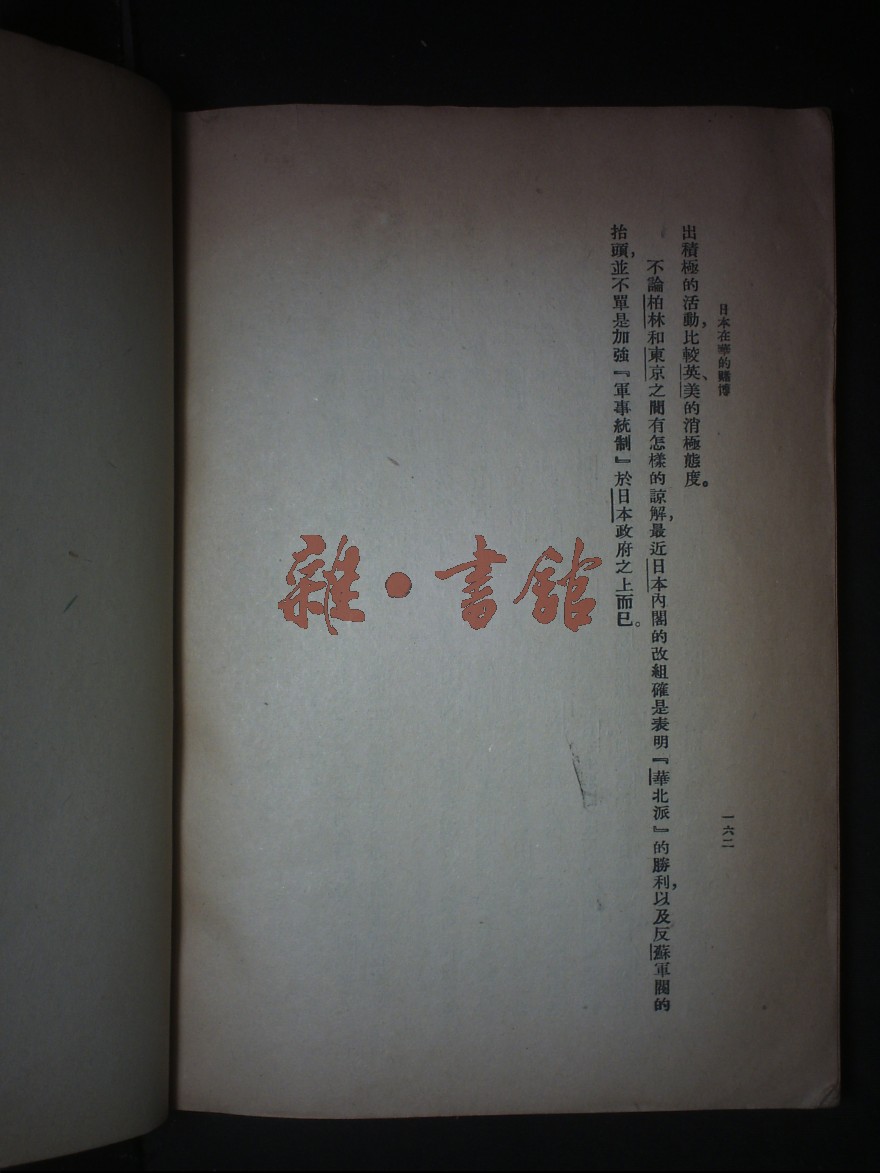 日本在華的賭博
一六二
出積極的活動，比較英、美的消極態度。
不論柏林和東京之間有怎樣的諒解，最近日本內閣的改組確是表明『華北派』的勝利，以及反蘇軍閥的
抬頭，並不單是加強『軍事統制』於日本政府之上而已。
雜·書館